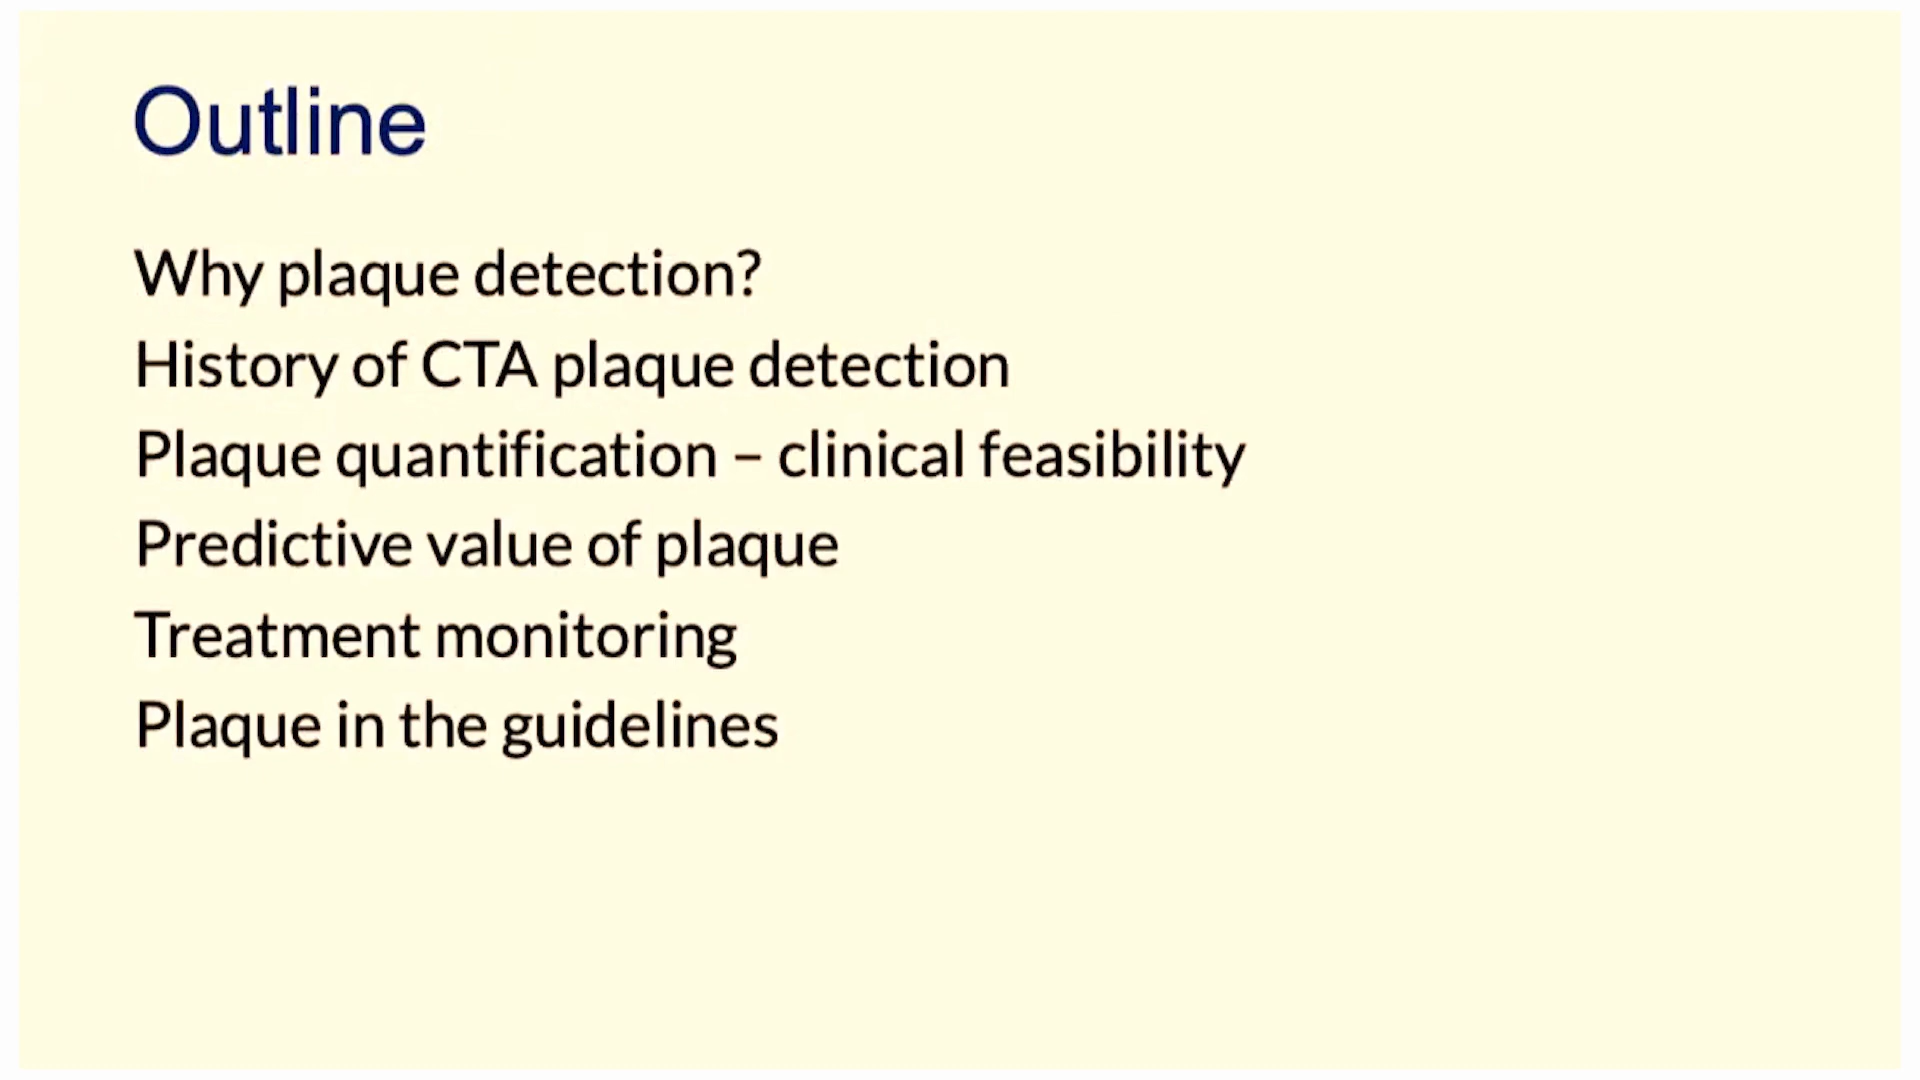 Outline
Why plaque detection?
History of CTA plaque detection
Plaque quantification – clinical feasibility
Predictive value of plaque
Treatment monitoring
Plaque in the guidelines